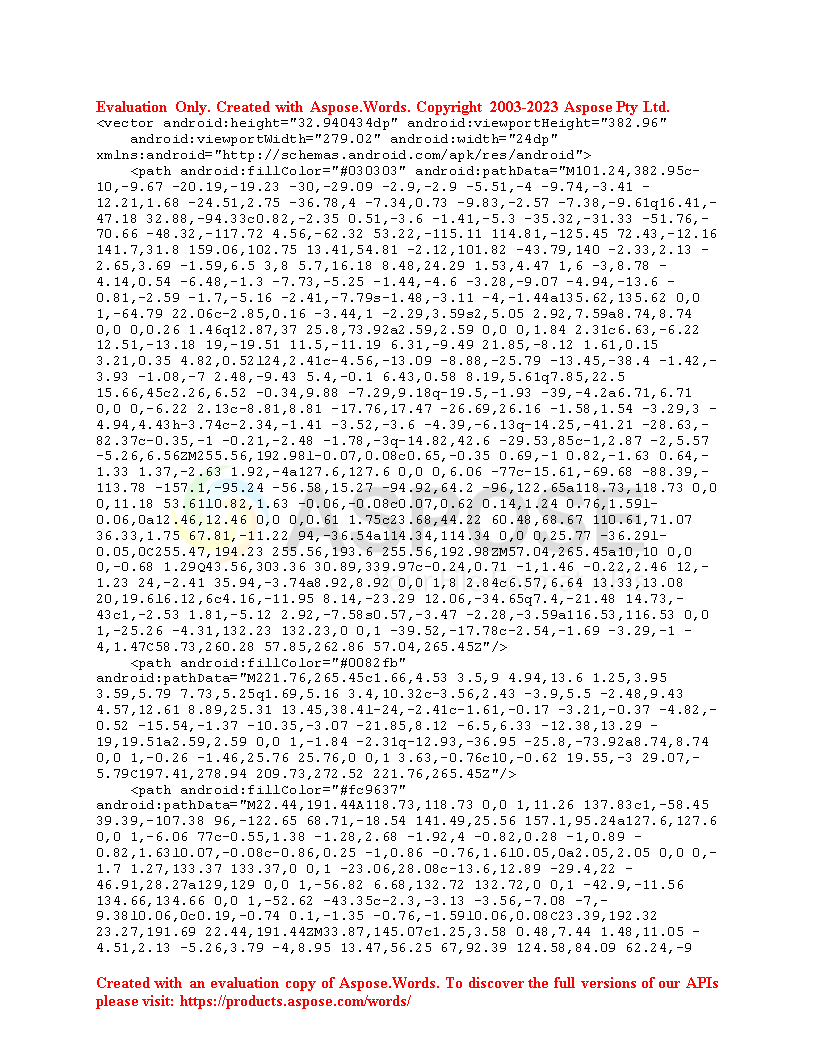 Evaluation Only. Created with Aspose.Words. Copyright 2003-2023 Aspose Pty Ltd.
<vector android:height="32.940434dp" android:viewportHeight="382.96"
android:viewportWidth="279.02" android:width="24dp"
xmlns:android="http://schemas.android.com/apk/res/android">
<path android:fillColor="#030303" android:pathData="M101.24,382.95c-
10,-9.67 -20.19,-19.23 -30,-29.09 -2.9,-2.9 -5.51,-4 -9.74,-3.41 -
12.21,1.68 -24.51,2.75 -36.78,4 -7.34,0.73 -9.83,-2.57 -7.38,-9.61q16.41,-
47.18 32.88,-94.33c0.82,-2.35 0.51,-3.6 -1.41,-5.3 -35.32,-31.33 -51.76,-
70.66 -48.32,-117.72 4.56,-62.32 53.22,-115.11 114.81,-125.45 72.43,-12.16
141.7,31.8 159.06,102.75 13.41,54.81 -2.12,101.82 -43.79,140 -2.33,2.13 -
2.65,3.69 -1.59,6.5 3,8 5.7,16.18 8.48,24.29 1.53,4.47 1,6 -3,8.78 -
4.14,0.54 -6.48,-1.3 -7.73,-5.25 -1.44,-4.6 -3.28,-9.07 -4.94,-13.6 -
0.81,-2.59 -1.7,-5.16 -2.41,-7.79s-1.48,-3.11 -4,-1.44a135.62,135.62 0,0
1,-64.79 22.06c-2.85,0.16 -3.44,1 -2.29,3.59s2,5.05 2.92,7.59a8.74,8.74
0,0 0,0.26 1.46q12.87,37 25.8,73.92a2.59,2.59 0,0 0,1.84 2.31c6.63,-6.22
12.51,-13.18 19,-19.51 11.5,-11.19 6.31,-9.49 21.85,-8.12 1.61,0.15
3.21,0.35 4.82,0.52l24,2.41c-4.56,-13.09 -8.88,-25.79 -13.45,-38.4 -1.42,-
3.93 -1.08,-7 2.48,-9.43 5.4,-0.1 6.43,0.58 8.19,5.61q7.85,22.5
15.66,45c2.26,6.52 -0.34,9.88 -7.29,9.18q-19.5,-1.93 -39,-4.2a6.71,6.71
0,0 0,-6.22 2.13c-8.81,8.81 -17.76,17.47 -26.69,26.16 -1.58,1.54 -3.29,3 -
4.94,4.43h-3.74c-2.34,-1.41 -3.52,-3.6 -4.39,-6.13q-14.25,-41.21 -28.63,-
82.37c-0.35,-1 -0.21,-2.48 -1.78,-3q-14.82,42.6 -29.53,85c-1,2.87 -2,5.57
-5.26,6.56ZM255.56,192.98l-0.07,0.08c0.65,-0.35 0.69,-1 0.82,-1.63 0.64,-
1.33 1.37,-2.63 1.92,-4a127.6,127.6 0,0 0,6.06 -77c-15.61,-69.68 -88.39,-
113.78 -157.1,-95.24 -56.58,15.27 -94.92,64.2 -96,122.65a118.73,118.73 0,0
0,11.18 53.61l0.82,1.63 -0.06,-0.08c0.07,0.62 0.14,1.24 0.76,1.59l-
0.06,0a12.46,12.46 0,0 0,0.61 1.75c23.68,44.22 60.48,68.67 110.61,71.07
36.33,1.75 67.81,-11.22 94,-36.54a114.34,114.34 0,0 0,25.77 -36.29l-
0.05,0C255.47,194.23 255.56,193.6 255.56,192.98ZM57.04,265.45a10,10 0,0
0,-0.68 1.29Q43.56,303.36 30.89,339.97c-0.24,0.71 -1,1.46 -0.22,2.46 12,-
1.23 24,-2.41 35.94,-3.74a8.92,8.92 0,0 1,8 2.84c6.57,6.64 13.33,13.08
20,19.6l6.12,6c4.16,-11.95 8.14,-23.29 12.06,-34.65q7.4,-21.48 14.73,-
43c1,-2.53 1.81,-5.12 2.92,-7.58s0.57,-3.47 -2.28,-3.59a116.53,116.53 0,0
1,-25.26 -4.31,132.23 132.23,0 0,1 -39.52,-17.78c-2.54,-1.69 -3.29,-1 -
4,1.47C58.73,260.28 57.85,262.86 57.04,265.45Z"/>
<path android:fillColor="#0082fb"
android:pathData="M221.76,265.45c1.66,4.53 3.5,9 4.94,13.6 1.25,3.95
3.59,5.79 7.73,5.25q1.69,5.16 3.4,10.32c-3.56,2.43 -3.9,5.5 -2.48,9.43
4.57,12.61 8.89,25.31 13.45,38.4l-24,-2.41c-1.61,-0.17 -3.21,-0.37 -4.82,-
0.52 -15.54,-1.37 -10.35,-3.07 -21.85,8.12 -6.5,6.33 -12.38,13.29 -
19,19.51a2.59,2.59 0,0 1,-1.84 -2.31q-12.93,-36.95 -25.8,-73.92a8.74,8.74
0,0 1,-0.26 -1.46,25.76 25.76,0 0,1 3.63,-0.76c10,-0.62 19.55,-3 29.07,-
5.79C197.41,278.94 209.73,272.52 221.76,265.45Z"/>
<path android:fillColor="#fc9637"
android:pathData="M22.44,191.44A118.73,118.73 0,0 1,11.26 137.83c1,-58.45
39.39,-107.38 96,-122.65 68.71,-18.54 141.49,25.56 157.1,95.24a127.6,127.6
0,0 1,-6.06 77c-0.55,1.38 -1.28,2.68 -1.92,4 -0.82,0.28 -1,0.89 -
0.82,1.63l0.07,-0.08c-0.86,0.25 -1,0.86 -0.76,1.6l0.05,0a2.05,2.05 0,0 0,-
1.7 1.27,133.37 133.37,0 0,1 -23.06,28.08c-13.6,12.89 -29.4,22 -
46.91,28.27a129,129 0,0 1,-56.82 6.68,132.72 132.72,0 0,1 -42.9,-11.56
134.66,134.66 0,0 1,-52.62 -43.35c-2.3,-3.13 -3.56,-7.08 -7,-
9.38l0.06,0c0.19,-0.74 0.1,-1.35 -0.76,-1.59l0.06,0.08C23.39,192.32
23.27,191.69 22.44,191.44ZM33.87,145.07c1.25,3.58 0.48,7.44 1.48,11.05 -
4.51,2.13 -5.26,3.79 -4,8.95 13.47,56.25 67,92.39 124.58,84.09 62.24,-9
ASPOSE
Created with an evaluation copy of Aspose.Words. To discover the full versions of our APIs
please visit: https://products.aspose.com/words/